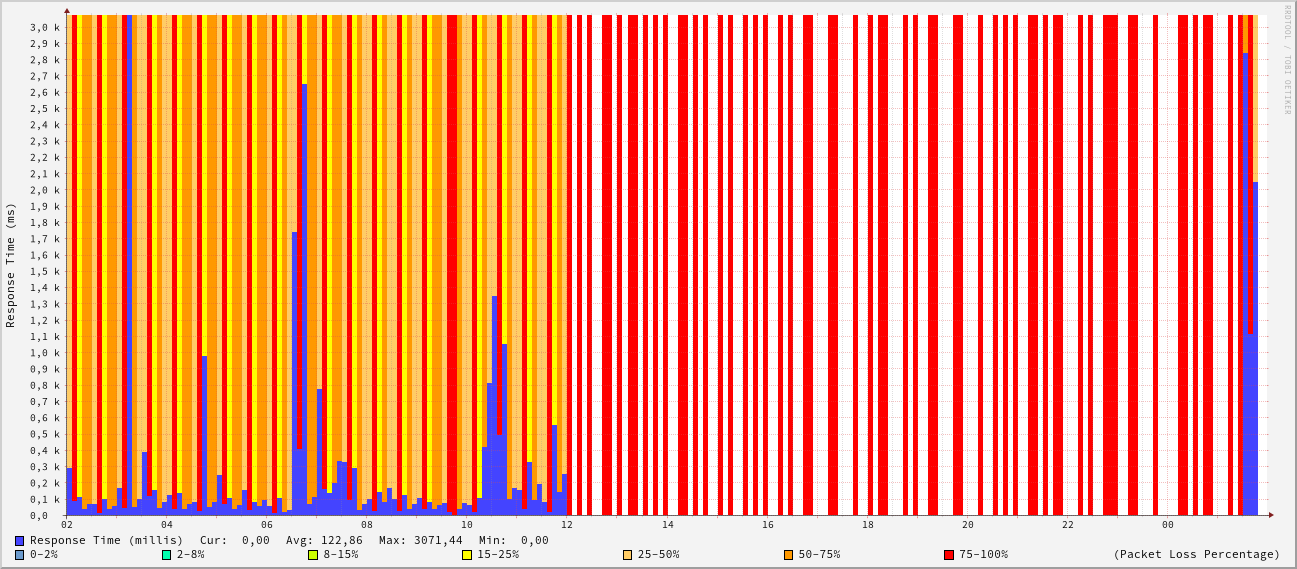 RRDTOOL / TOBI OETIKER
Response Time (ms)
3,0 k
2,9 k
2,8 k
2,7 k
2,6 k
2,5 k
2,4 k
2,3 k
2,2 k
2,1 k
2,0 k
1,9 k
1,8 k
1,7 k
1,6 k
1,5 k
1,4 k
1,3 k
1,2 k
1,1 k
1,0 k
0,9 k
0,8 k
0,7 k
0,6 k
0,5 k
0,4 k
0,3 k
0,2 k
0,1 k
0,0
02 04 06 08 10 12 14 16 18 20 22 00
Response Time (millis) Cur: 0,00 Avg: 122,86 Max: 3071,44 Min: 0,00
0-2% 2-8% 8-15% 15-25% 25-50% 50-75% 75-100% (Packet Loss Percentage)